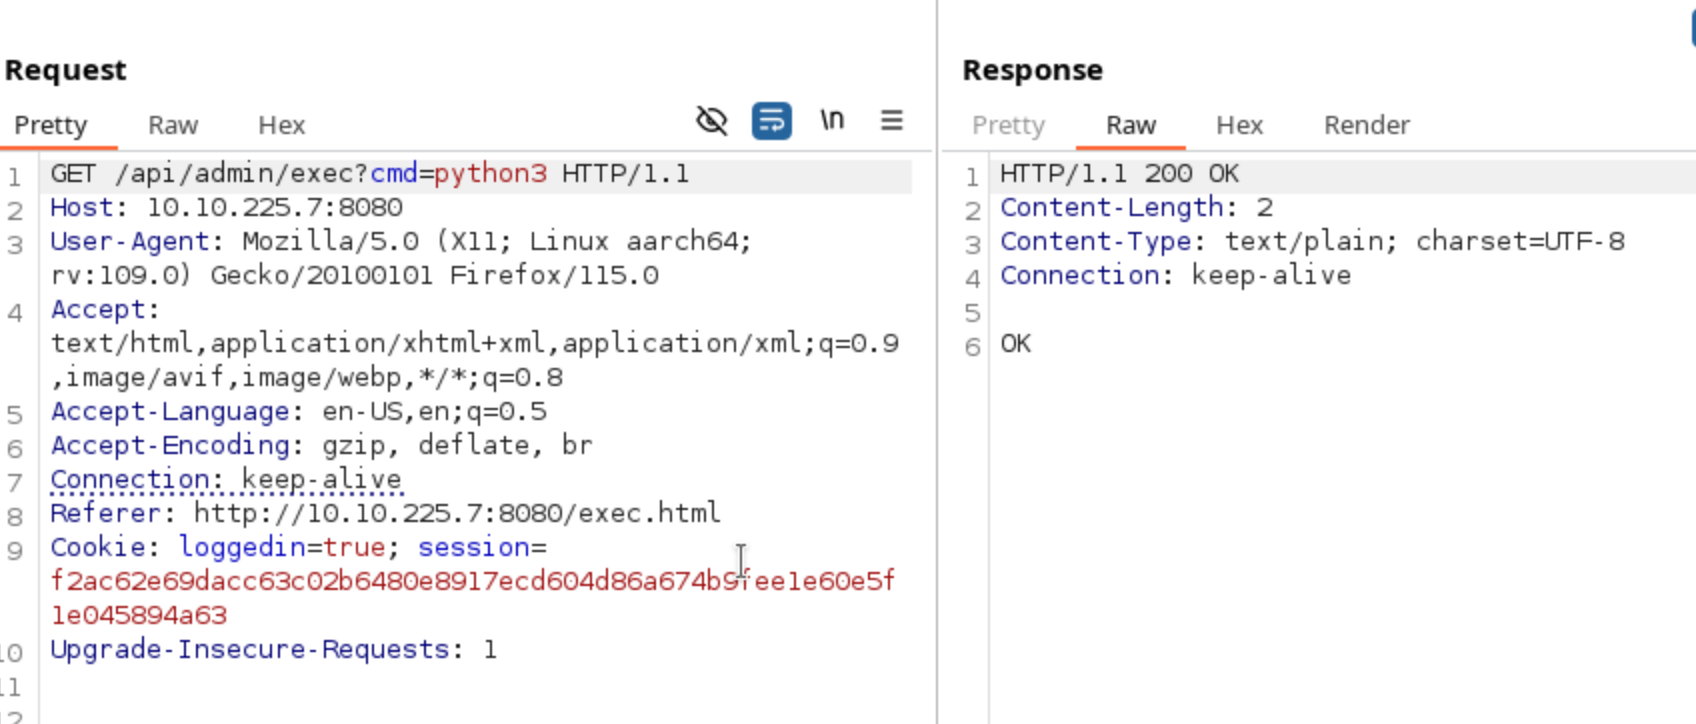 Request
Pretty Raw Hex \n
1 GET /api/admin/exec?cmd=python3 HTTP/1.1
2 Host: 10.10.225.7:8080
3 User-Agent: Mozilla/5.0 (X11; Linux aarch64;
rv:109.0) Gecko/20100101 Firefox/115.0
4 Accept:
text/html,application/xhtml+xml,application/xml;q=0.9
,image/avif,image/webp,*/*;q=0.8
5 Accept-Language: en-US,en;q=0.5
6 Accept-Encoding: gzip, deflate, br
7 Connection: keep-alive
8 Referer: http://10.10.225.7:8080/exec.html
9 Cookie: loggedin=true; session=
f2ac62e69dacc63c02b6480e8917ecd604d86a674b9fee1e60e5f
1e045894a63
10 Upgrade-Insecure-Requests: 1
11
12
Response
Pretty Raw Hex Render
1 HTTP/1.1 200 OK
2 Content-Length: 2
3 Content-Type: text/plain; charset=UTF-8
4 Connection: keep-alive
5
6 OK